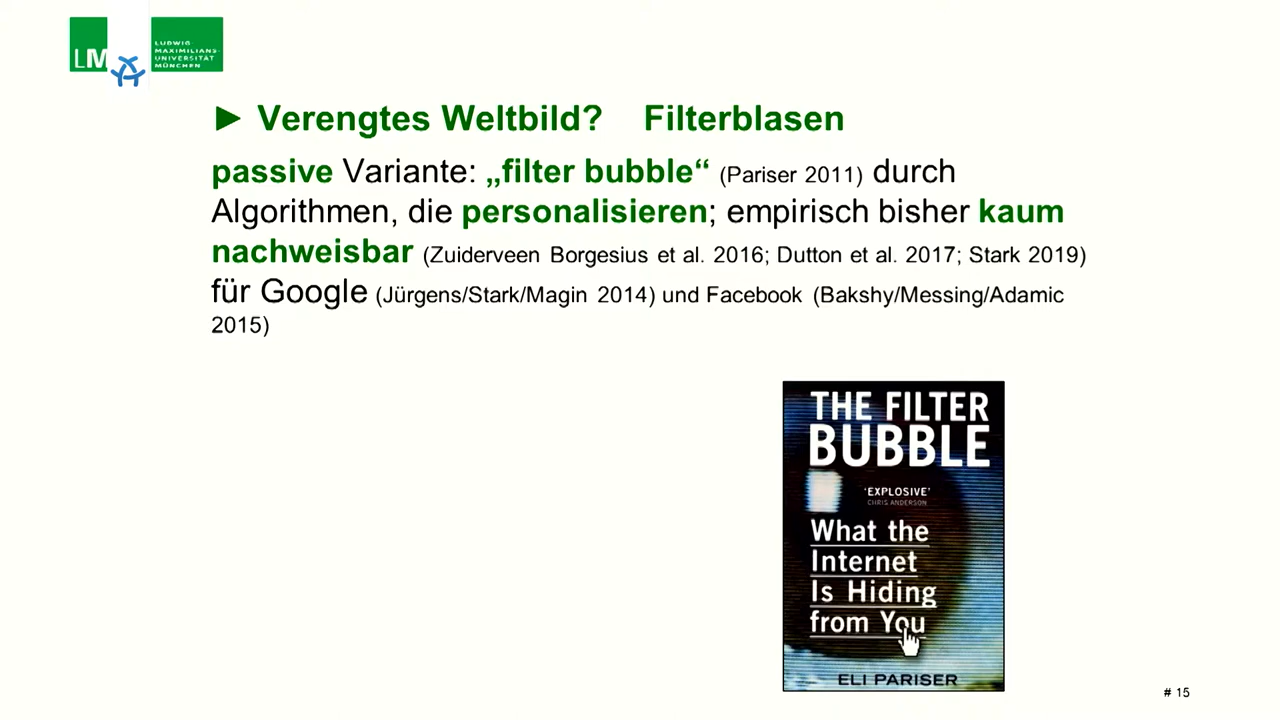 LMU
LUDWIG
MAXIMILIANS-
UNIVERSITÄT
MÜNCHEN
► Verengtes Weltbild? Filterblasen
passive Variante: „filter bubble“ (Pariser 2011) durch
Algorithmen, die personalisieren; empirisch bisher kaum
nachweisbar (Zuiderveen Borgesius et al. 2016; Dutton et al. 2017; Stark 2019)
für Google (Jürgens/Stark/Magin 2014) und Facebook (Bakshy/Messing/Adamic
2015)
THE FILTER
BUBBLE
‘EXPLOSIVE’
CHRIS ANDERSON
What the
Internet
Is Hiding
from You
ELI PARISER
# 15